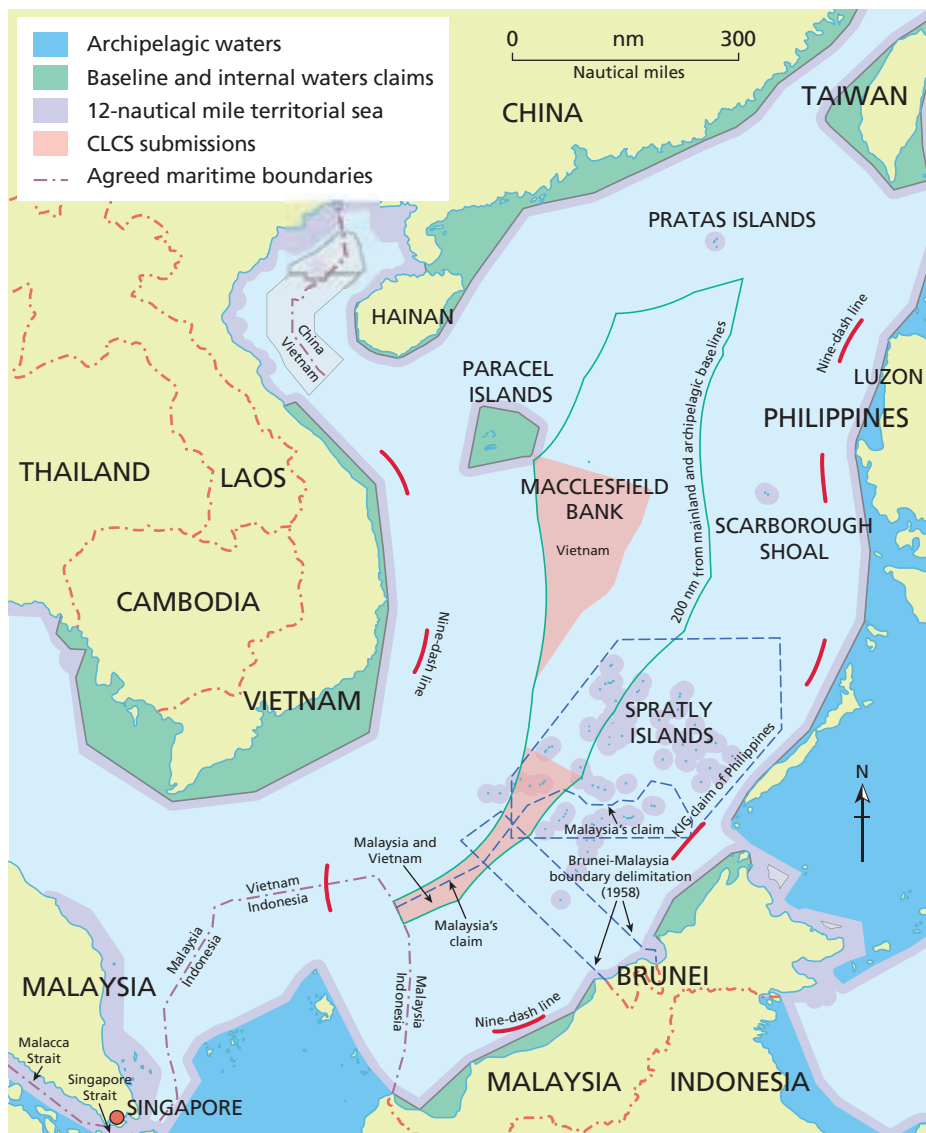 Archipelagic waters
Baseline and internal waters claims
12-nautical mile territorial sea
CLCS submissions
Agreed maritime boundaries
0 nm 300
Nautical miles
CHINA
TAIWAN
PRATAS ISLANDS
HAINAN
China
Vietnam
Nine-dash line
LUZON
PARACEL
ISLANDS
PHILIPPINES
200 nm from mainland and archipelagic baselines
THAILAND
LAOS
MACCLESFIELD
BANK
Vietnam
SCARBOROUGH
SHOAL
CAMBODIA
Nine-dash line
VIETNAM
SPRATLY
ISLANDS
KIG claim of Philippines
N
Malaysia's claim
Malaysia and
Vietnam
Brunei-Malaysia
boundary delimitation
(1958)
Vietnam
Indonesia
Malaysia's
claim
Malaysia
Indonesia
Malaysia
Indonesia
MALAYSIA
BRUNEI
Nine-dash line
Malacca
Strait
Singapore
Strait
SINGAPORE
MALAYSIA
INDONESIA